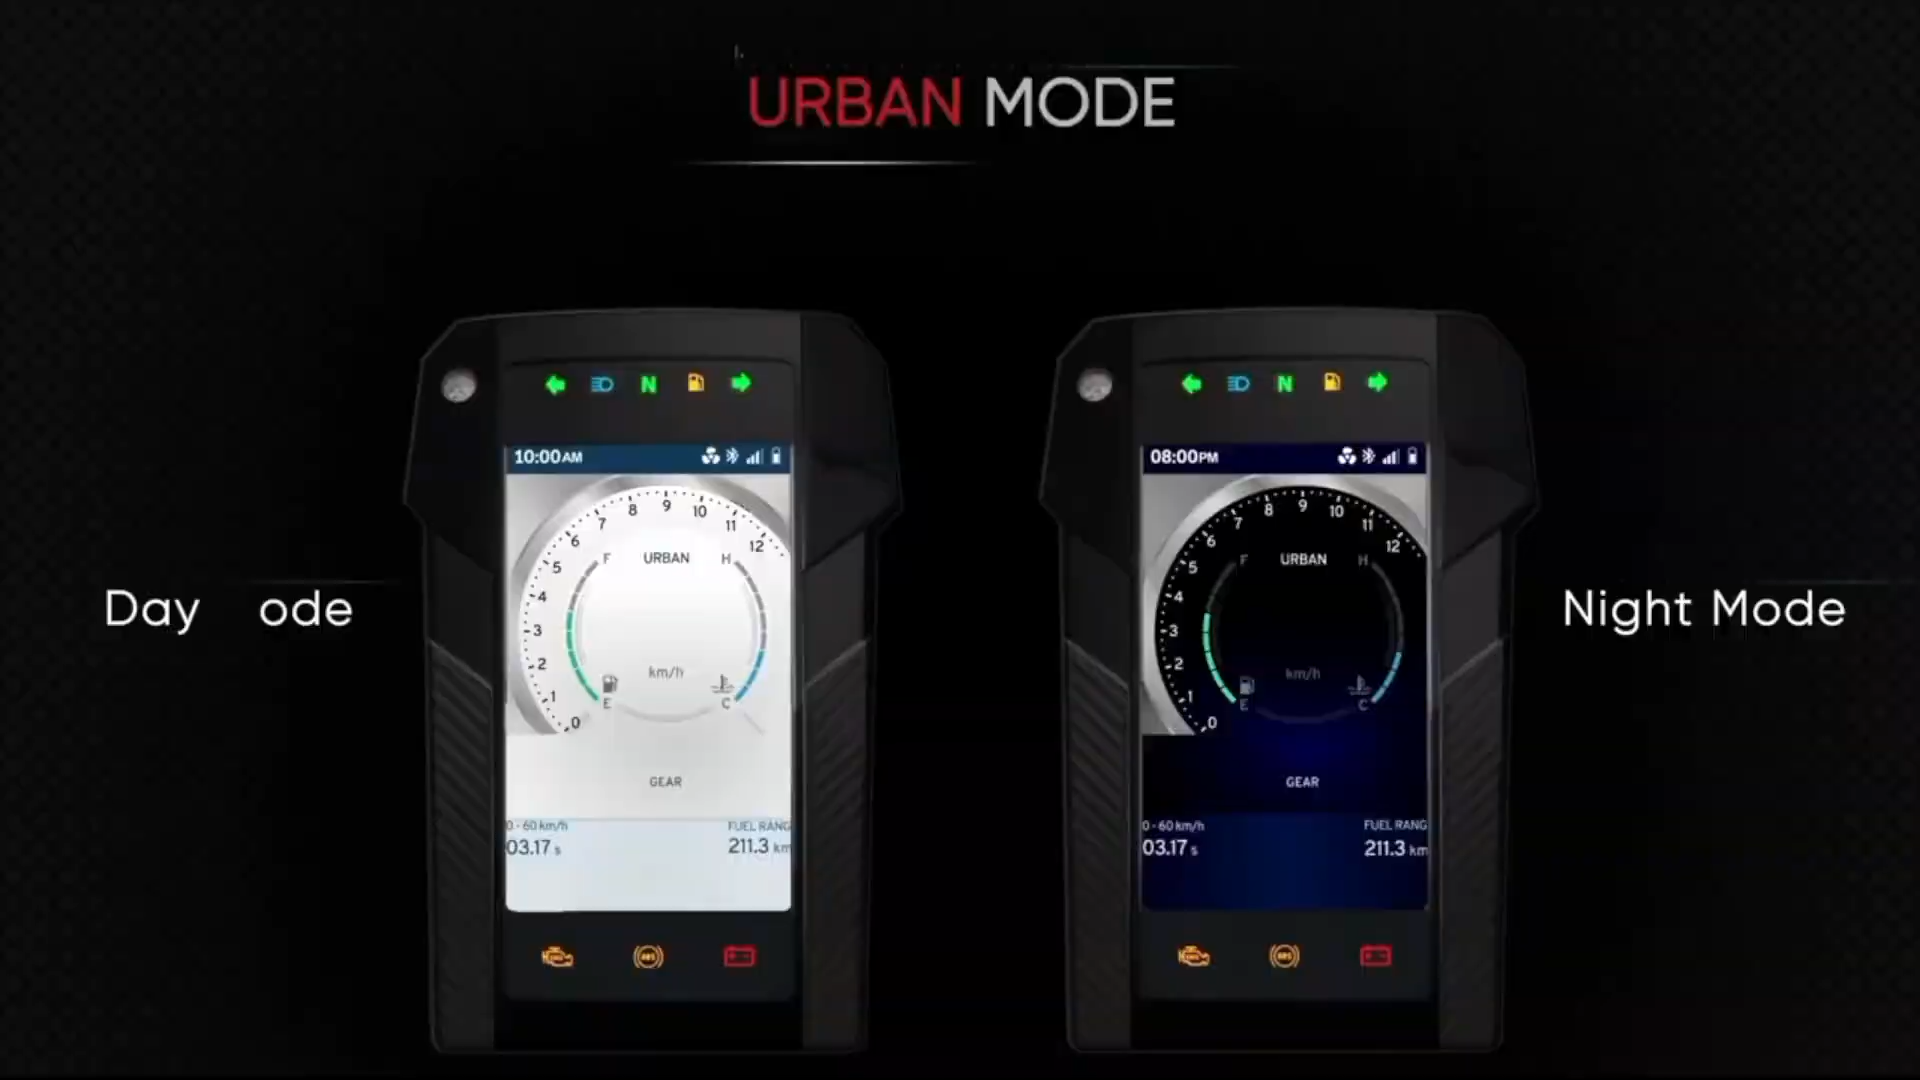 URBAN MODE
Day ode
Night Mode
N
10:00AM
9
8 10
7 11
6 12
5
4
3
2
1
0
F URBAN H
km/h
E C
GEAR
0 - 60 km/h FUEL RANG
03.17 s 211.3 km
ABS
N
08:00PM
9
8 10
7 11
6 12
5
4
3
2
1
0
F URBAN H
km/h
E C
GEAR
0 - 60 km/h FUEL RANG
03.17 s 211.3 km
ABS